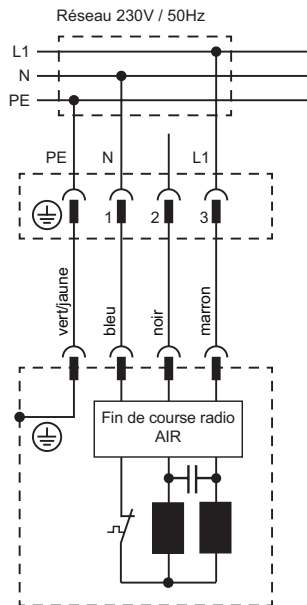 Réseau 230V / 50Hz
L1
N
PE
PE N L1
1 2 3
vert/jaune
bleu
noir
marron
Fin de course radio
AIR